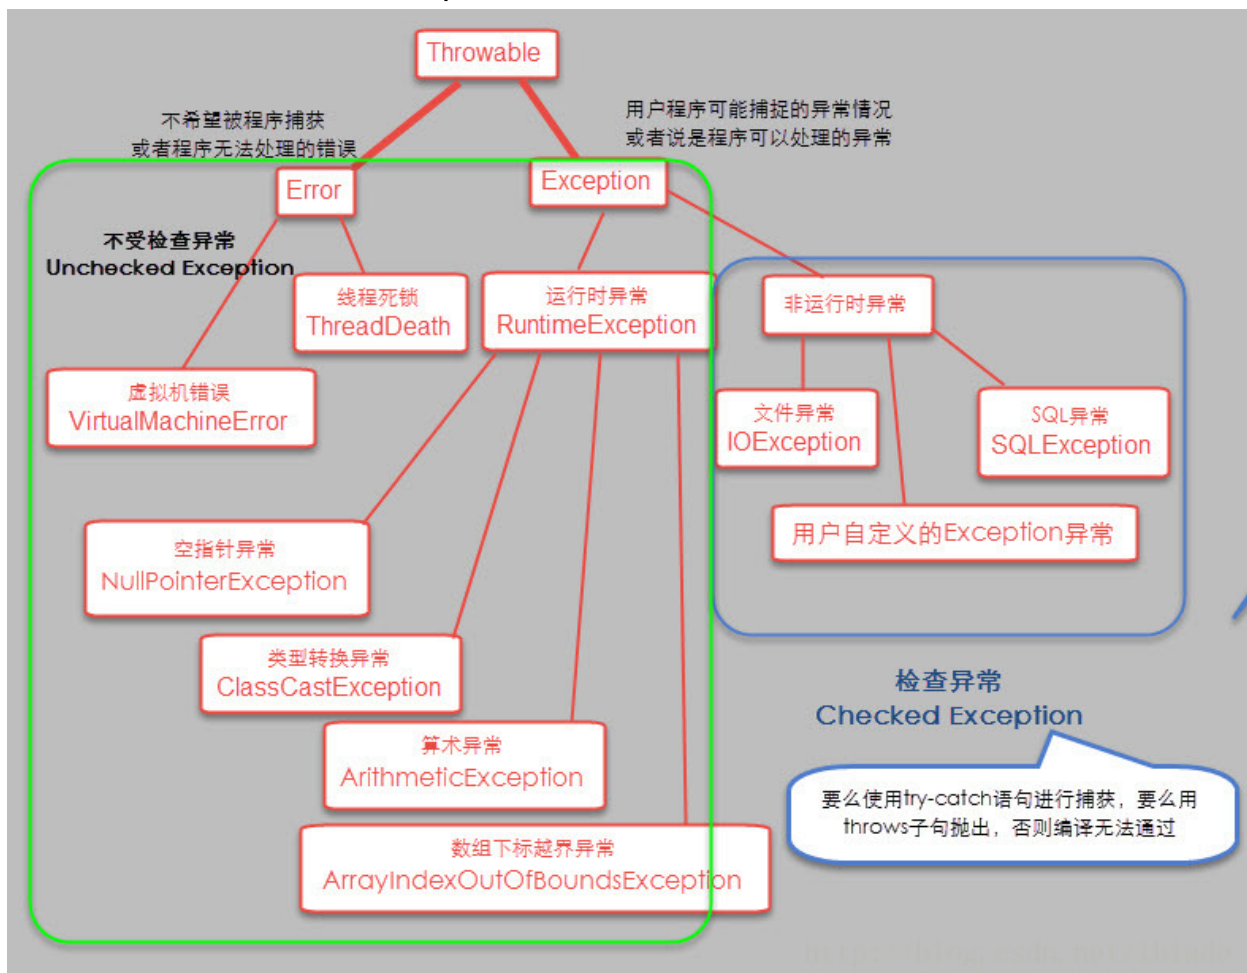 Throwable
不希望被程序捕获
或者程序无法处理的错误
用户程序可能捕捉的异常情况
或者说是程序可以处理的异常
Error
Exception
不受检查异常
Unchecked Exception
线程死锁
ThreadDeath
运行时异常
RuntimeException
非运行时异常
虚拟机错误
VirtualMachineError
文件异常
IOException
SQL异常
SQLException
用户自定义的Exception异常
空指针异常
NullPointerException
类型转换异常
ClassCastException
检查异常
Checked Exception
算术异常
ArithmeticException
要么使用try-catch语句进行捕获，要么用
throws子句抛出，否则编译无法通过
数组下标越界异常
ArrayIndexOutOfBoundsException